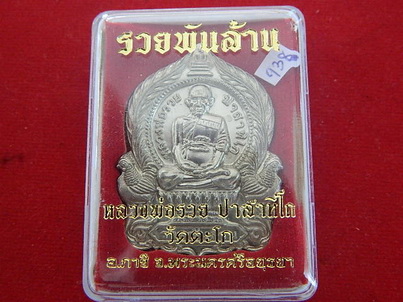 รวยพันล้าน
938
หลวงพ่อรวย ปาสาทิโก
วัดตะโก
อ.ภาชี จ.พระนครศรีอยุธยา